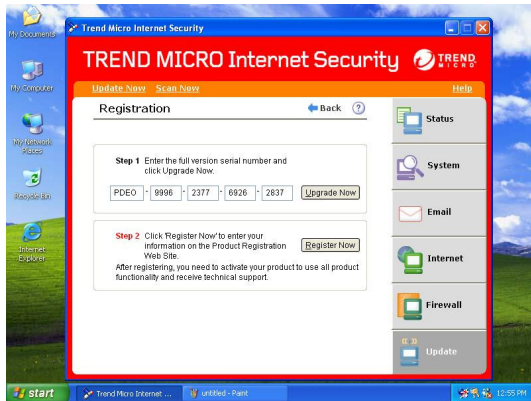 My Documents
My Computer
My Network
Places
Recycle Bin
Internet
Explorer
Trend Micro Internet Security
TREND MICRO Internet Security
TREND
MICRO
Update Now Scan Now Help
Registration Back ?
Step 1 Enter the full version serial number and
click Upgrade Now.
PDEO - 9996 - 2377 - 6926 - 2837 Upgrade Now
Step 2 Click 'Register Now' to enter your
information on the Product Registration
Web Site.
Register Now
After registering, you need to activate your product to use all product
functionality and receive technical support.
Status
System
Email
Internet
Firewall
Update
start Trend Micro Internet ... untitled - Paint 12:55 PM